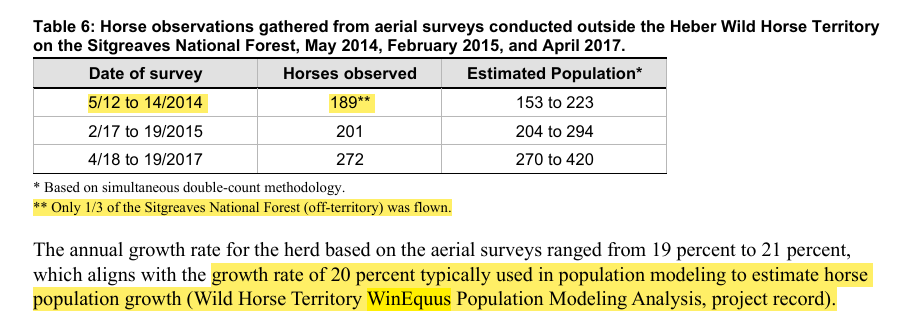 Table 6: Horse observations gathered from aerial surveys conducted outside the Heber Wild Horse Territory
on the Sitgreaves National Forest, May 2014, February 2015, and April 2017.
Date of survey Horses observed Estimated Population*
5/12 to 14/2014 189** 153 to 223
2/17 to 19/2015 201 204 to 294
4/18 to 19/2017 272 270 to 420
* Based on simultaneous double-count methodology.
** Only 1/3 of the Sitgreaves National Forest (off-territory) was flown.
The annual growth rate for the herd based on the aerial surveys ranged from 19 percent to 21 percent,
which aligns with the growth rate of 20 percent typically used in population modeling to estimate horse
population growth (Wild Horse Territory WinEquus Population Modeling Analysis, project record).